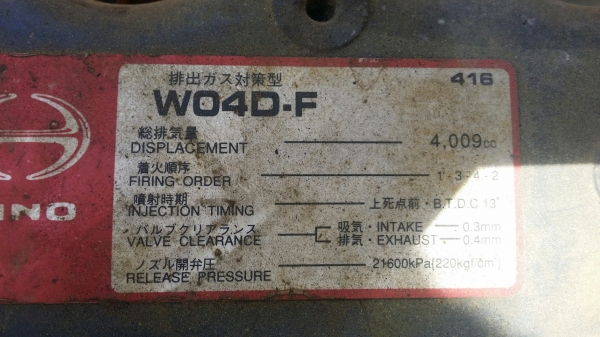 排出ガス対策型 416
W04D-F
総排気量
DISPLACEMENT 4,009cc
着火順序
FIRING ORDER 1-3-4-2
噴射時期
INJECTION TIMING 上死点前・B.T.D.C 13°
バルブクリアランス 吸気・INTAKE 0.3mm
VALVE CLEARANCE 排気・EXHAUST 0.4mm
ノズル開弁圧
RELEASE PRESSURE 21600kPa{220kgf/cm²}
INO